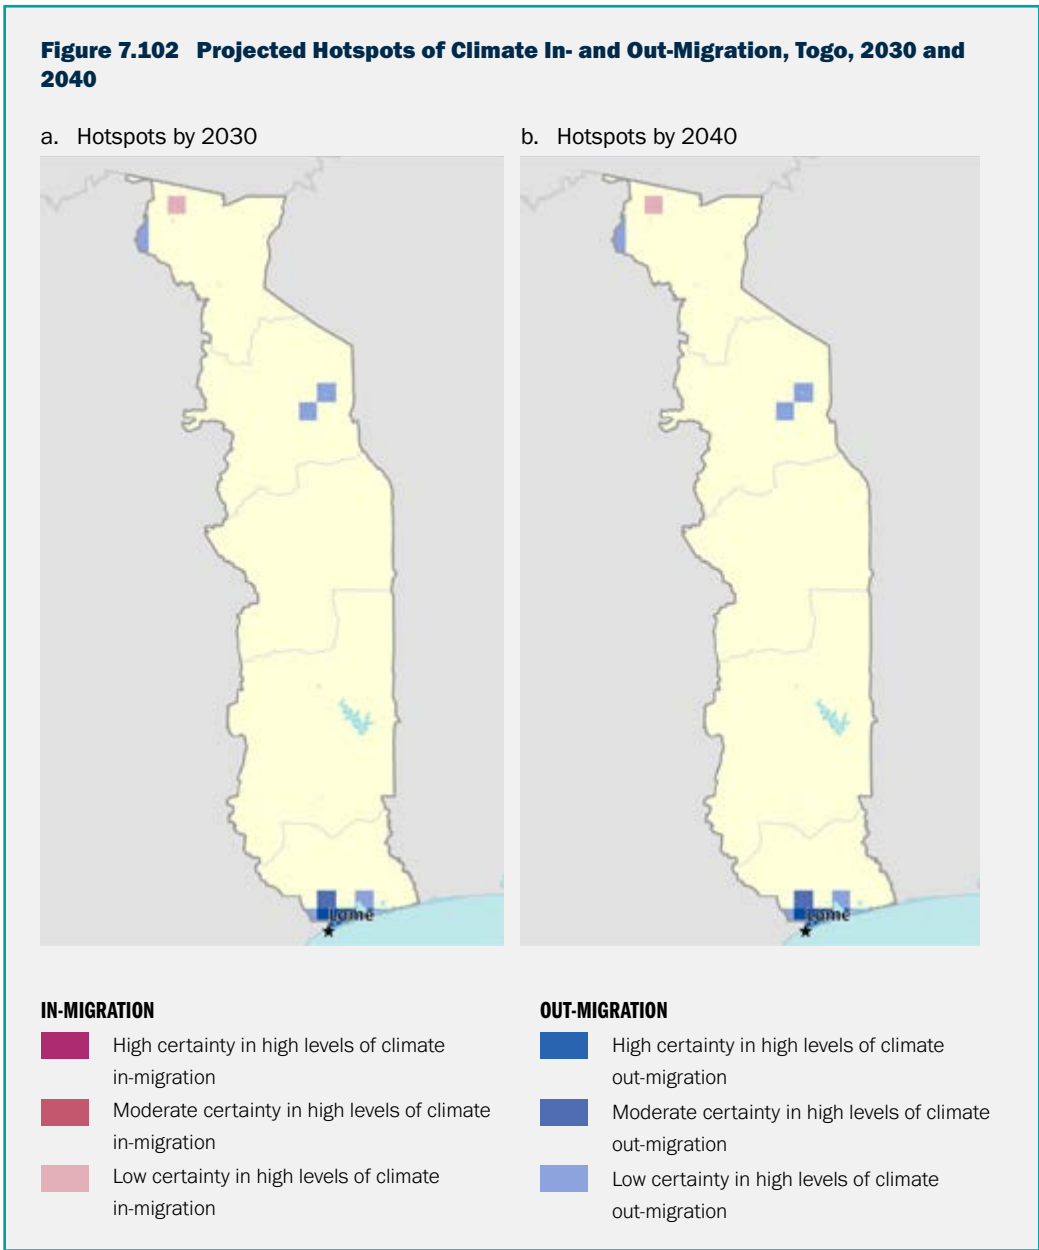 Figure 7.102 Projected Hotspots of Climate In- and Out-Migration, Togo, 2030 and
2040
a. Hotspots by 2030
b. Hotspots by 2040
Lomé
Lomé
IN-MIGRATION
High certainty in high levels of climate
in-migration
Moderate certainty in high levels of climate
in-migration
Low certainty in high levels of climate
in-migration
OUT-MIGRATION
High certainty in high levels of climate
out-migration
Moderate certainty in high levels of climate
out-migration
Low certainty in high levels of climate
out-migration